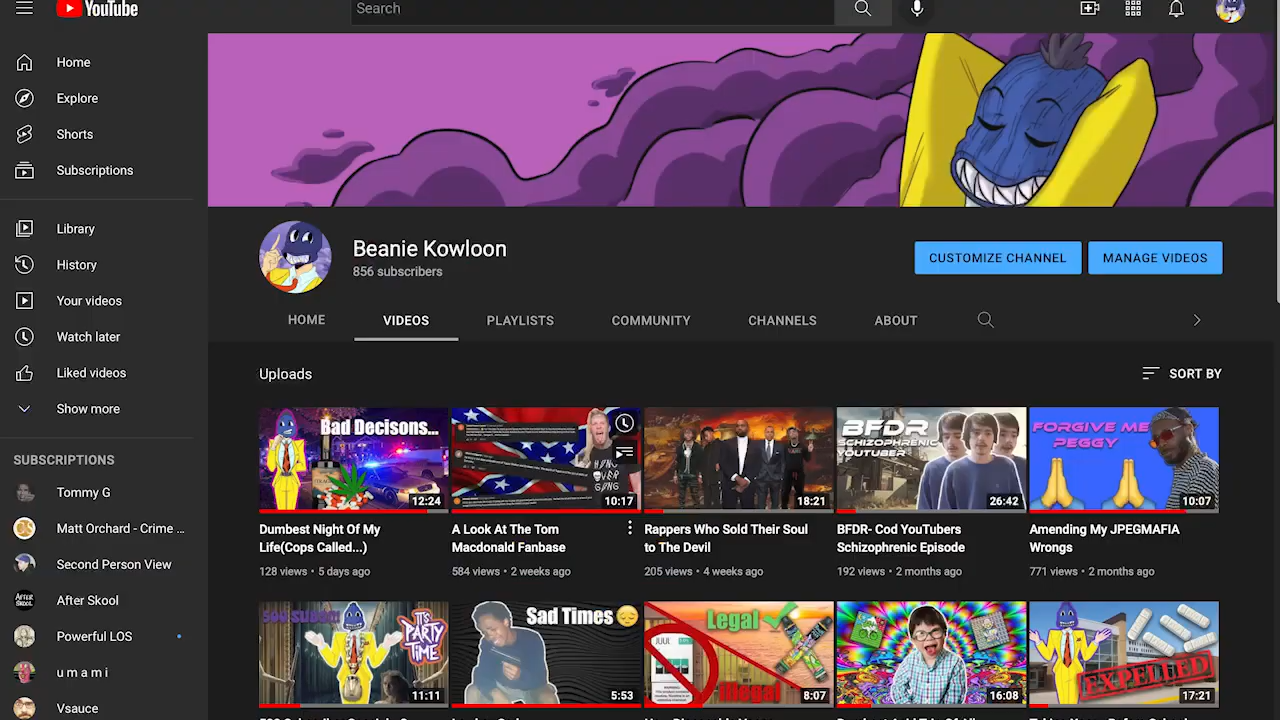 YouTube
Search
Home
Explore
Shorts
Subscriptions
Library
History
Your videos
Watch later
Liked videos
Show more
SUBSCRIPTIONS
Tommy G
Matt Orchard - Crime ...
Second Person View
After Skool
Powerful LOS
u m a m i
Vsauce
Beanie Kowloon
856 subscribers
CUSTOMIZE CHANNEL
MANAGE VIDEOS
HOME
VIDEOS
PLAYLISTS
COMMUNITY
CHANNELS
ABOUT
Uploads
SORT BY
Bad Decisons...
12:24
Dumbest Night Of My
Life(Cops Called...)
128 views • 5 days ago
10:17
A Look At The Tom
Macdonald Fanbase
584 views • 2 weeks ago
18:21
Rappers Who Sold Their Soul
to The Devil
205 views • 4 weeks ago
BFDR
SCHIZOPHRENIC
YOUTUBER
26:42
BFDR- Cod YouTubers
Schizophrenic Episode
192 views • 2 months ago
FORGIVE ME
PEGGY
10:07
Amending My JPEGMAFIA
Wrongs
771 views • 2 months ago
500 SUBS!!
IT'S
PARTY
TIME
11:11
Sad Times
5:53
Legal
JUUL
Illegal
8:07
16:08
EXPELLED
17:21